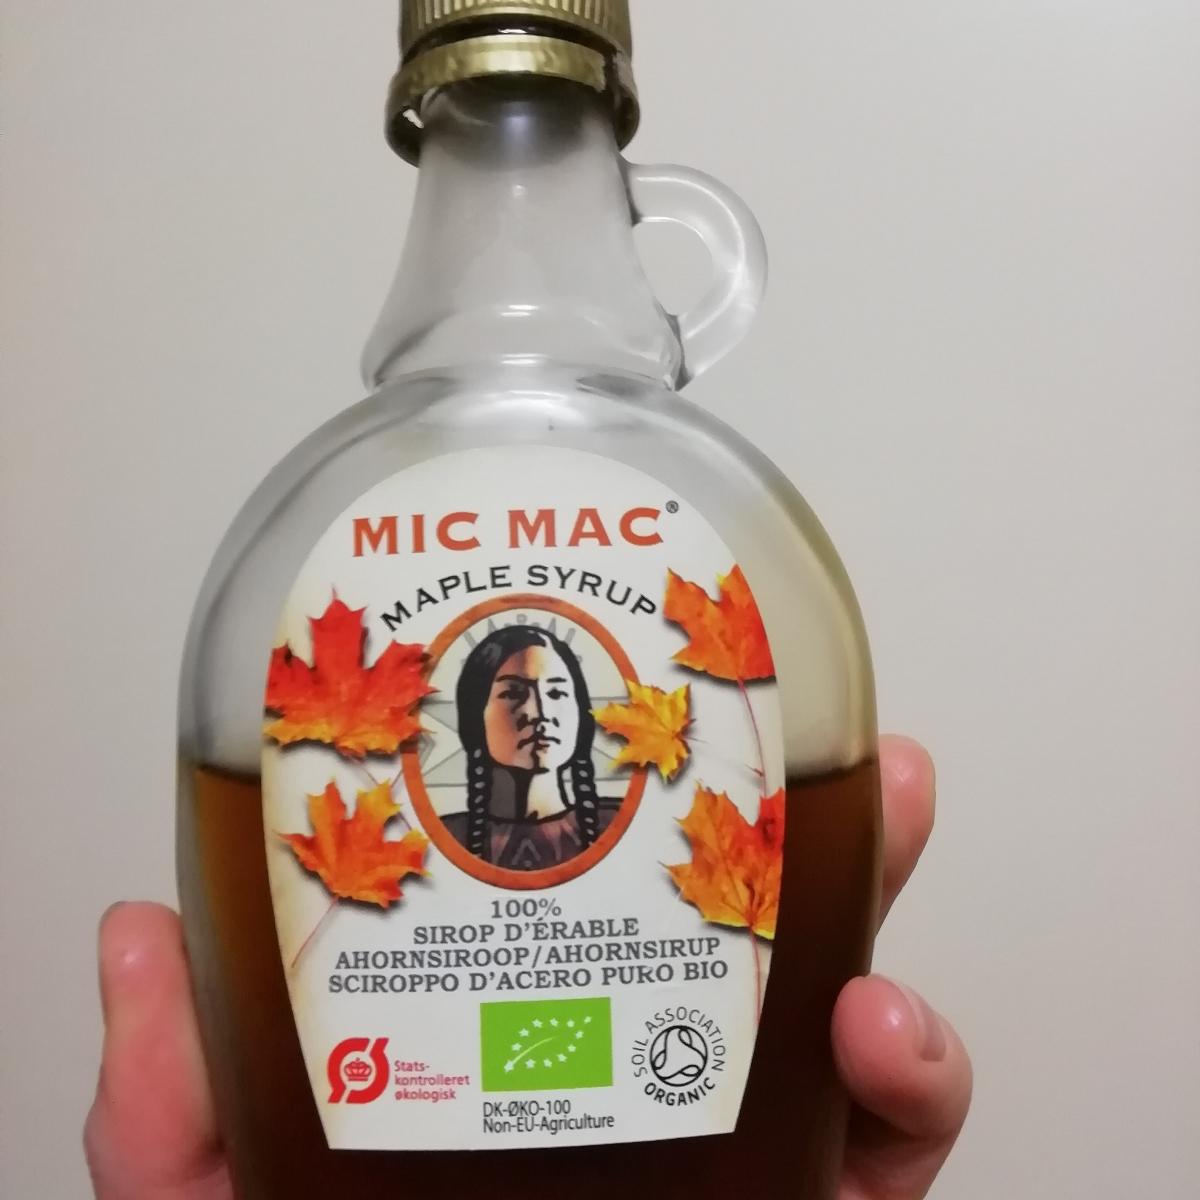 MIC MAC®
MAPLE SYRUP
100%
SIROP D'ÉRABLE
AHORNSIROOP/AHORNSIRUP
SCIROPPO D'ACERO PURO BIO
Ø
Stats-
kontrolleret
økologisk
DK-ØKO-100
Non-EU-Agriculture
SOIL ASSOCIATION
ORGANIC